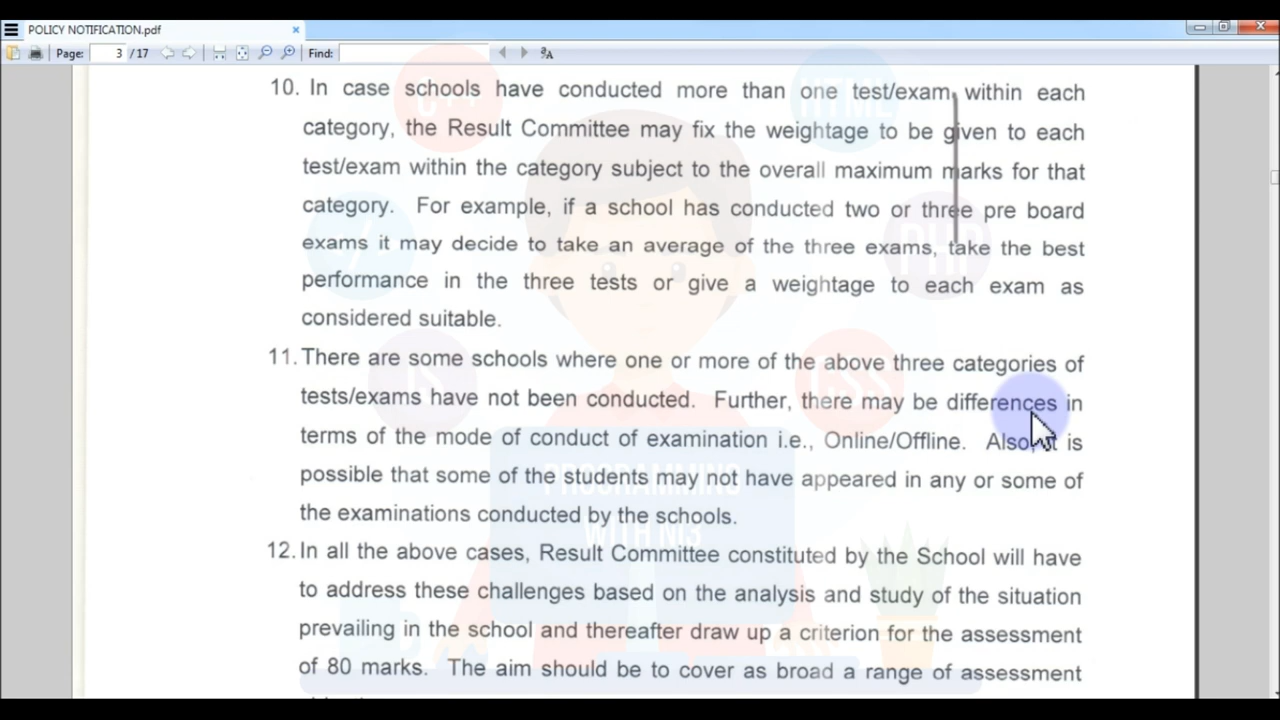 POLICY NOTIFICATION.pdf
Page: 3 / 17 Find:
10. In case schools have conducted more than one test/exam within each
category, the Result Committee may fix the weightage to be given to each
test/exam within the category subject to the overall maximum marks for that
category. For example, if a school has conducted two or three pre board
exams it may decide to take an average of the three exams, take the best
performance in the three tests or give a weightage to each exam as
considered suitable.
11. There are some schools where one or more of the above three categories of
tests/exams have not been conducted. Further, there may be differences in
terms of the mode of conduct of examination i.e., Online/Offline. Also it is
possible that some of the students may not have appeared in any or some of
the examinations conducted by the schools.
12. In all the above cases, Result Committee constituted by the School will have
to address these challenges based on the analysis and study of the situation
prevailing in the school and thereafter draw up a criterion for the assessment
of 80 marks. The aim should be to cover as broad a range of assessment
C++
HTML
PHP
JS
CSS
PROGRAMMING
WITH NI3